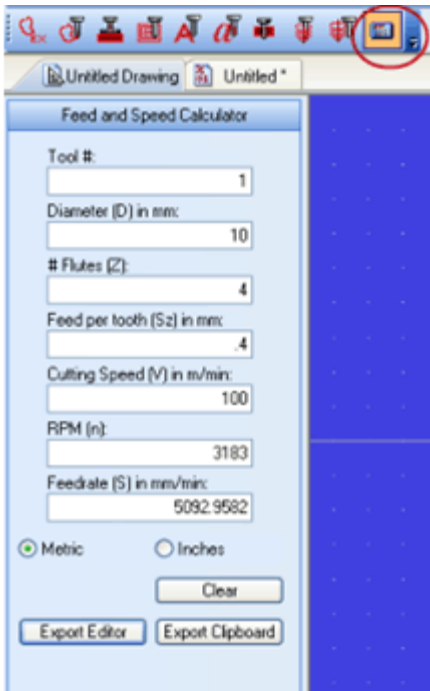 Untitled Drawing
Untitled *
Feed and Speed Calculator
Tool #:
1
Diameter (D) in mm:
10
# Flutes (Z):
4
Feed per tooth (Sz) in mm:
.4
Cutting Speed (V) in m/min:
100
RPM (n):
3183
Feedrate (S) in mm/min:
5092.9582
Metric
Inches
Clear
Export Editor
Export Clipboard